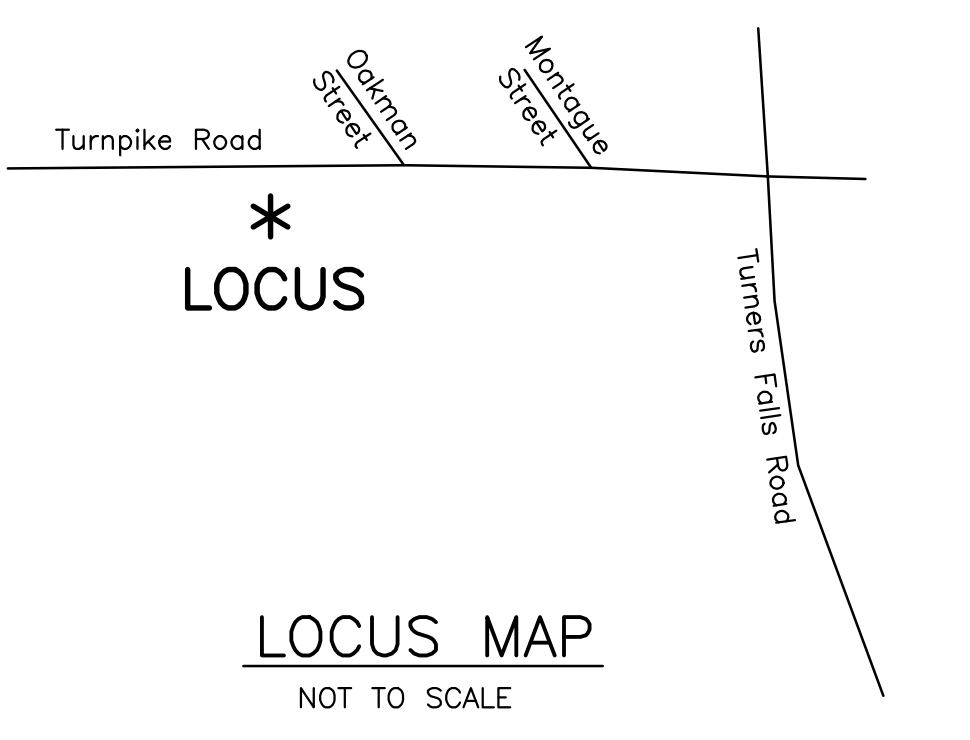 Oakman
Street
Montague
Street
Turnpike Road
LOCUS
Turners Falls Road
LOCUS MAP
NOT TO SCALE